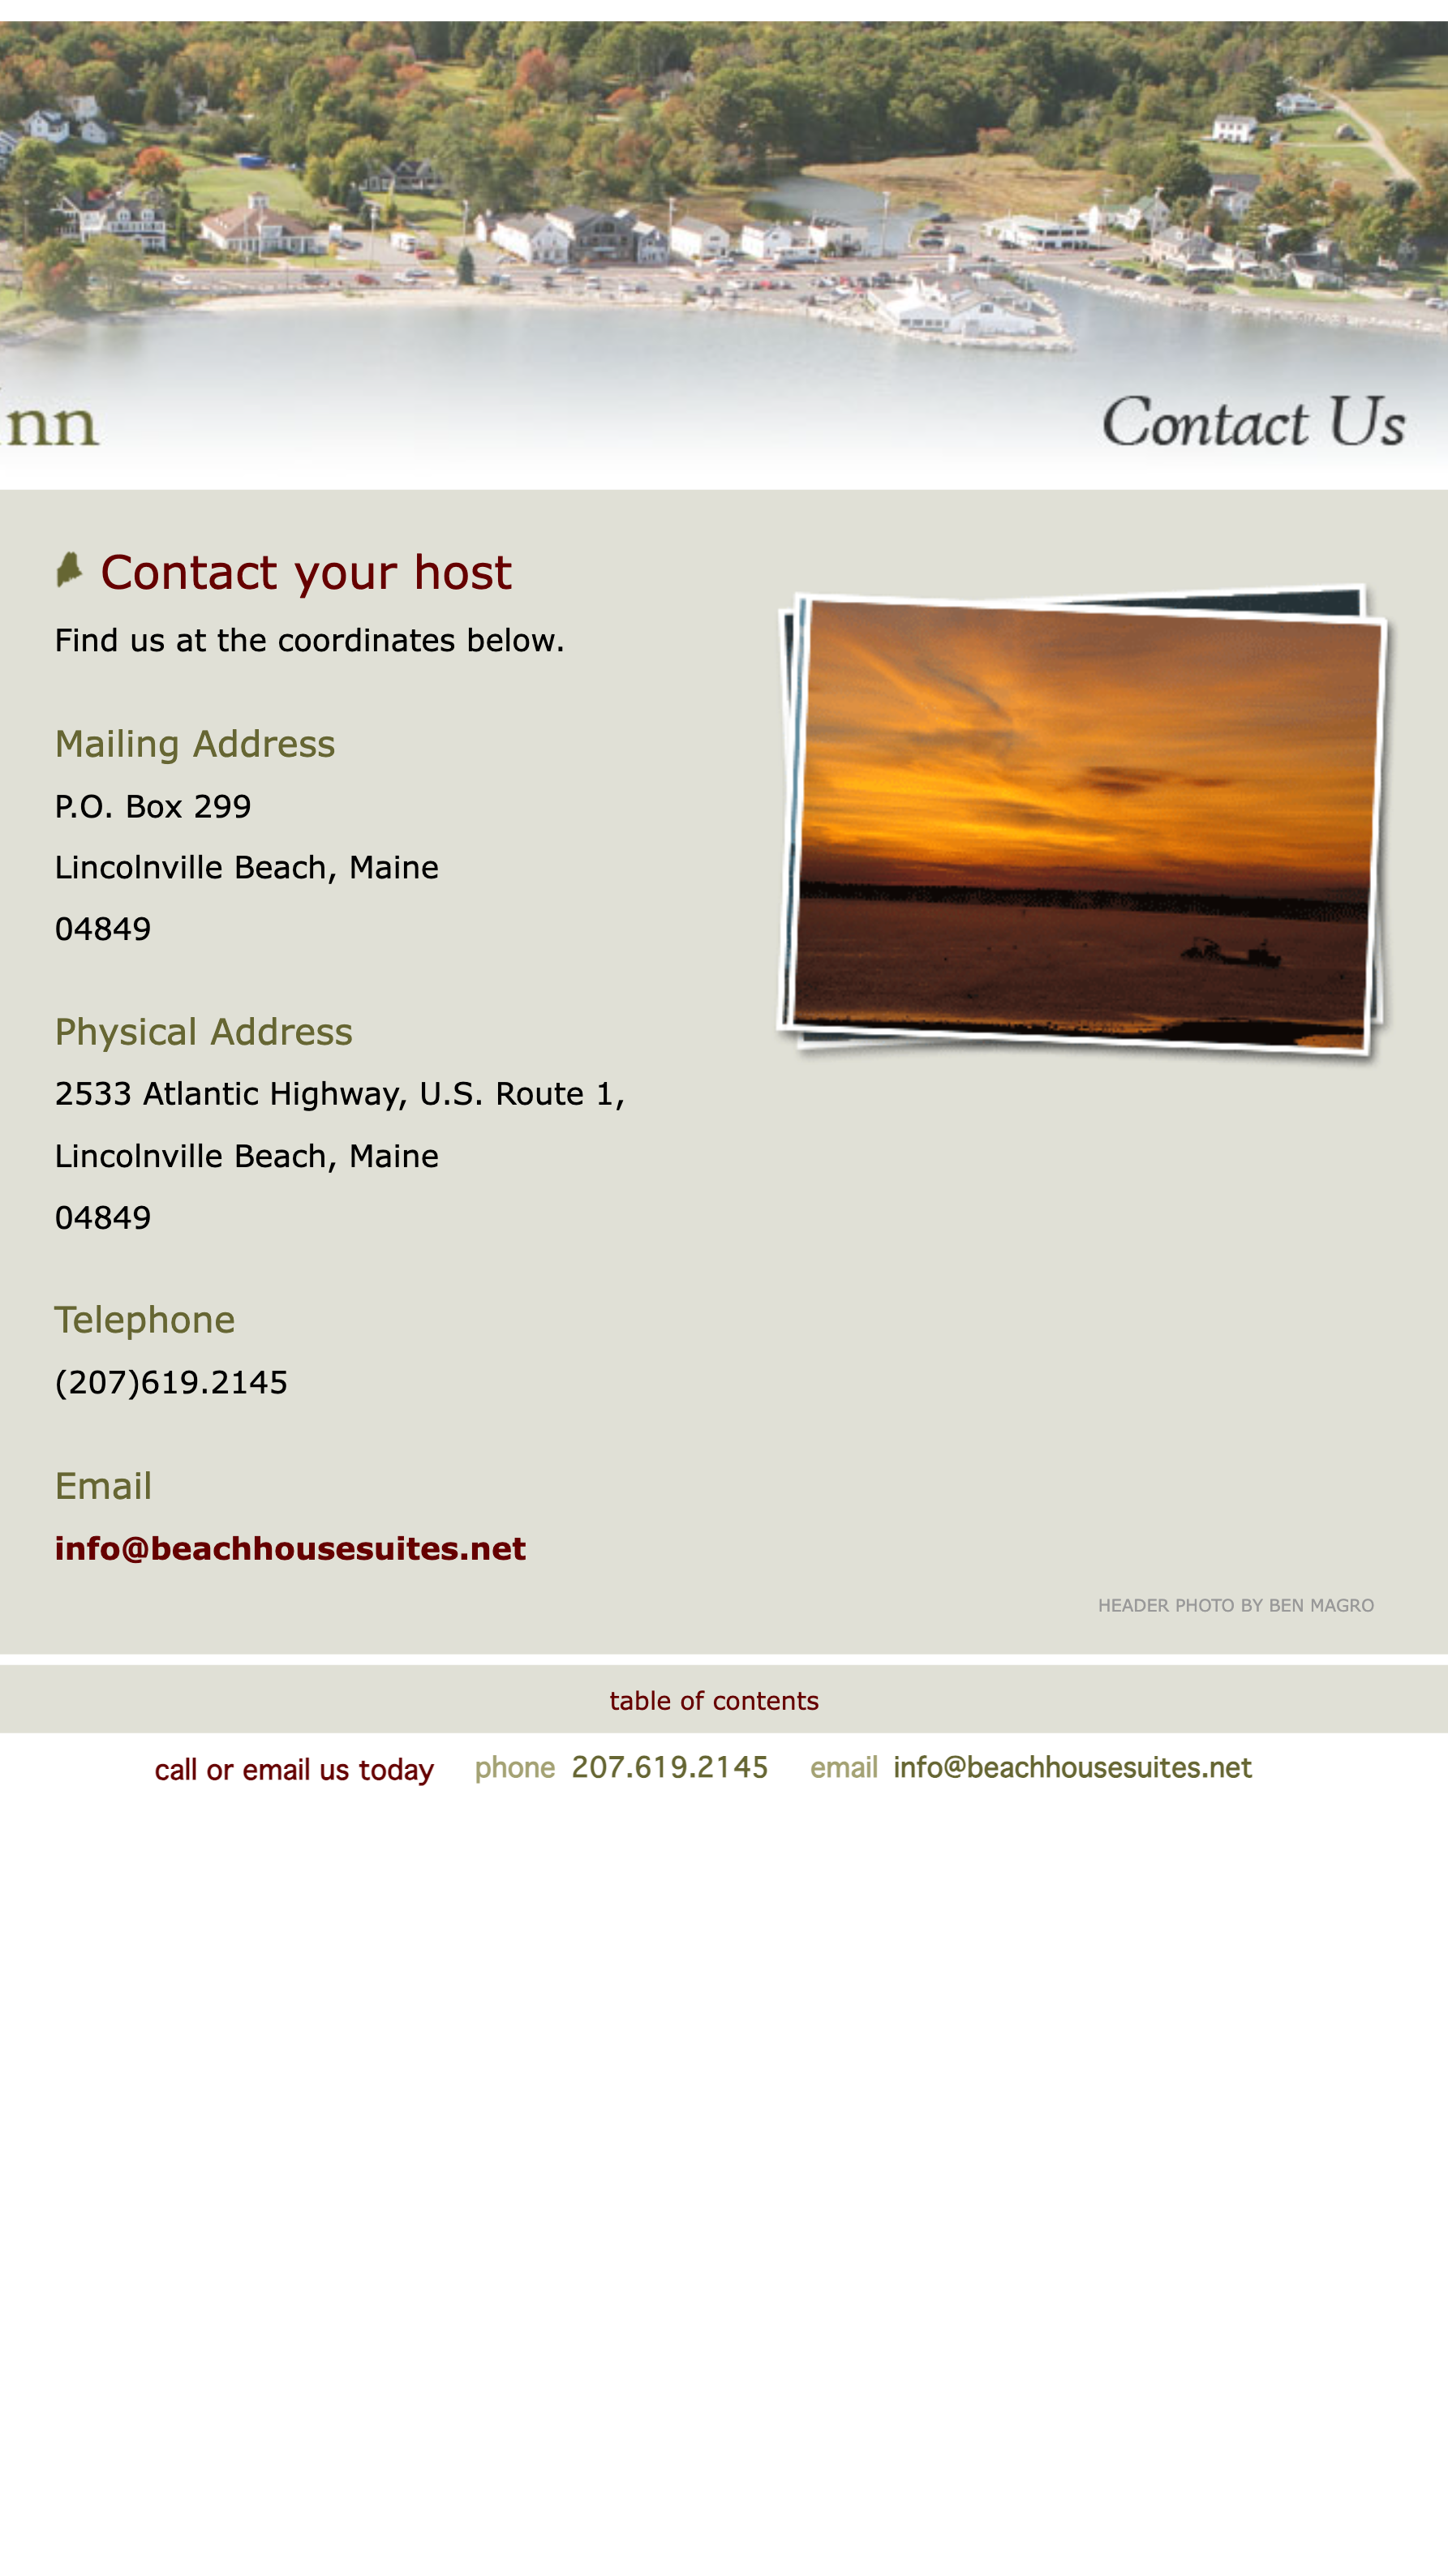 nn
Contact Us
Contact your host
Find us at the coordinates below.
Mailing Address
P.O. Box 299
Lincolnville Beach, Maine
04849
Physical Address
2533 Atlantic Highway, U.S. Route 1,
Lincolnville Beach, Maine
04849
Telephone
(207)619.2145
Email
info@beachhousesuites.net
HEADER PHOTO BY BEN MAGRO
table of contents
call or email us today phone 207.619.2145 email info@beachhousesuites.net